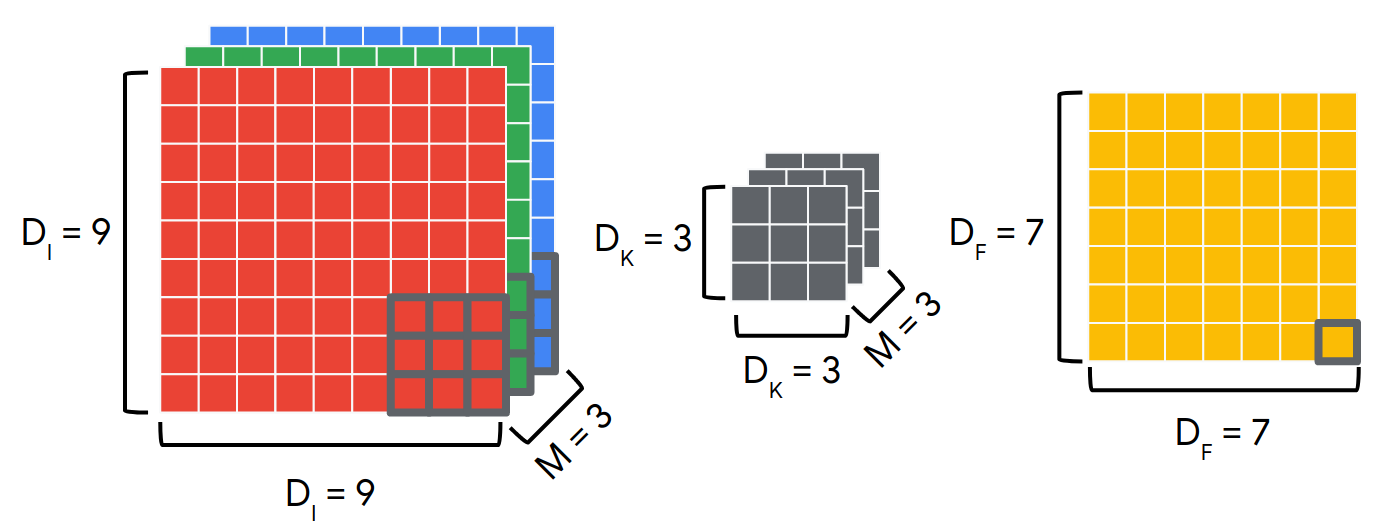 D_I = 9
D_I = 9
M = 3
D_K = 3
D_K = 3
M = 3
D_F = 7
D_F = 7